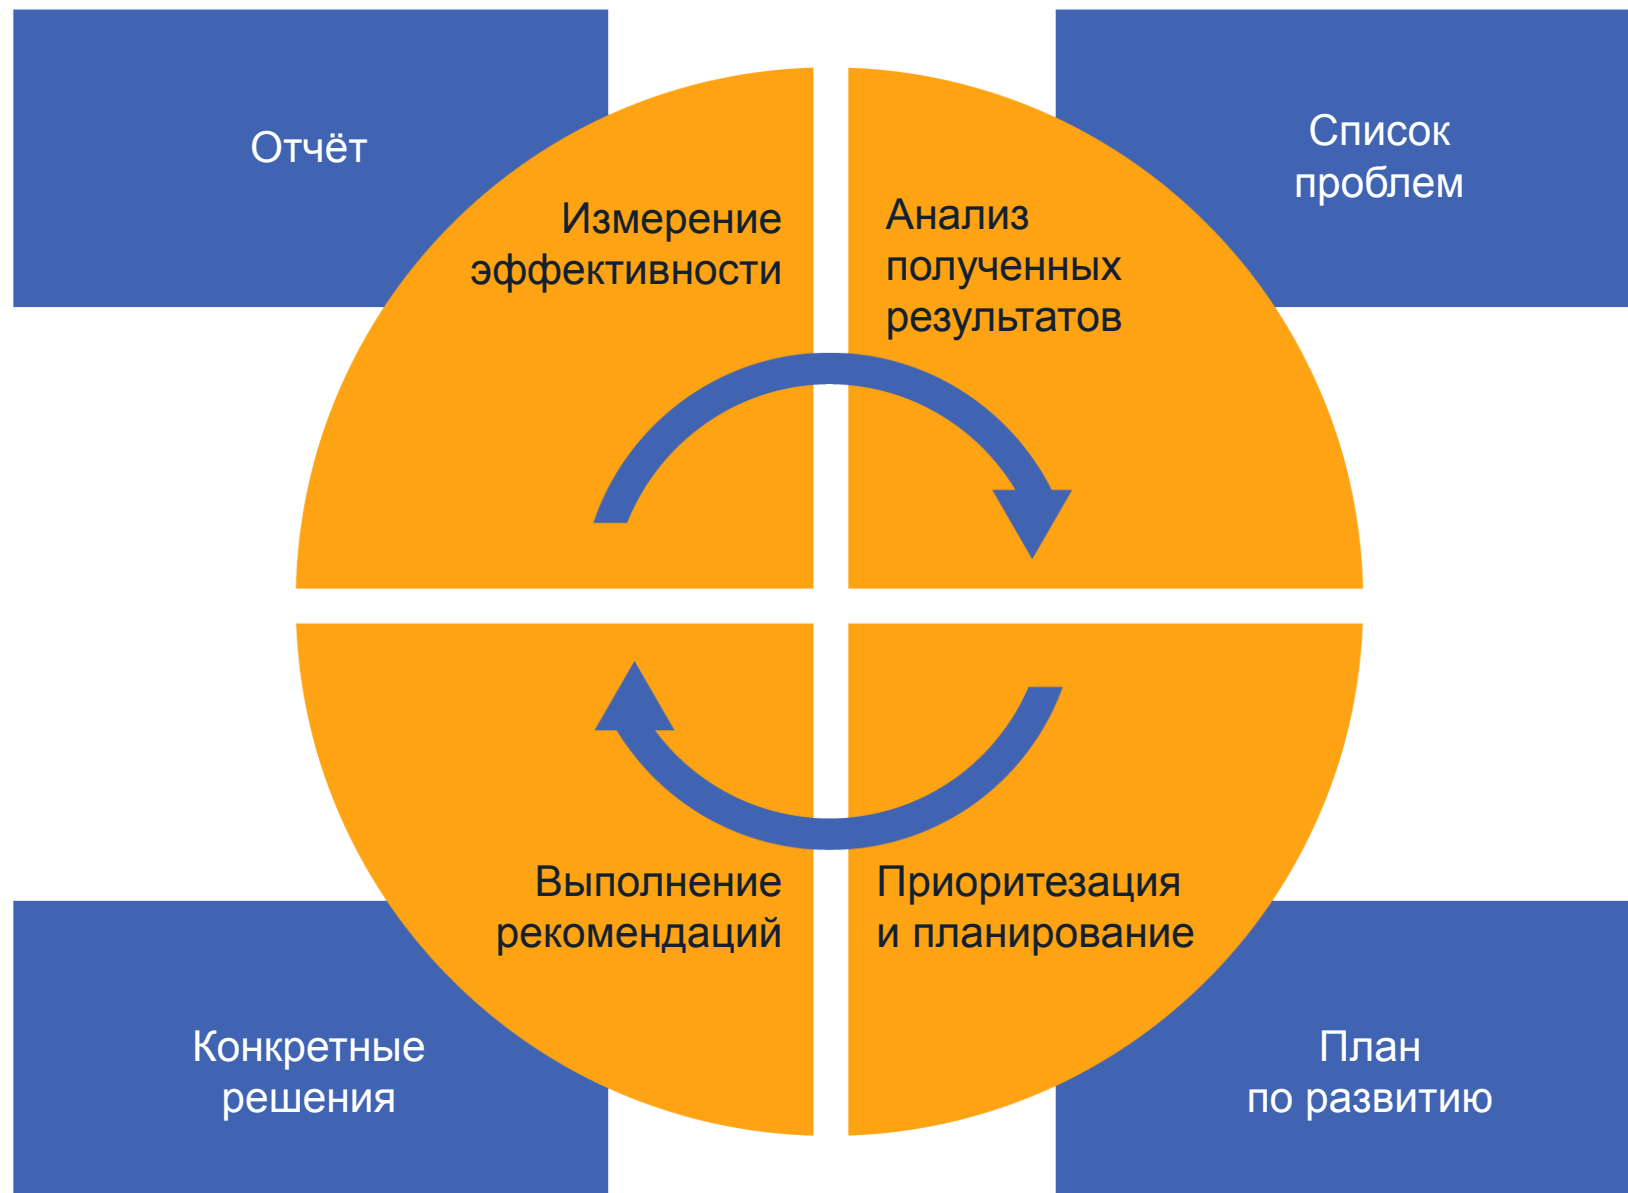 Отчёт
Список
проблем
Измерение
эффективности
Анализ
полученных
результатов
Выполнение
рекомендаций
Приоритезация
и планирование
Конкретные
решения
План
по развитию